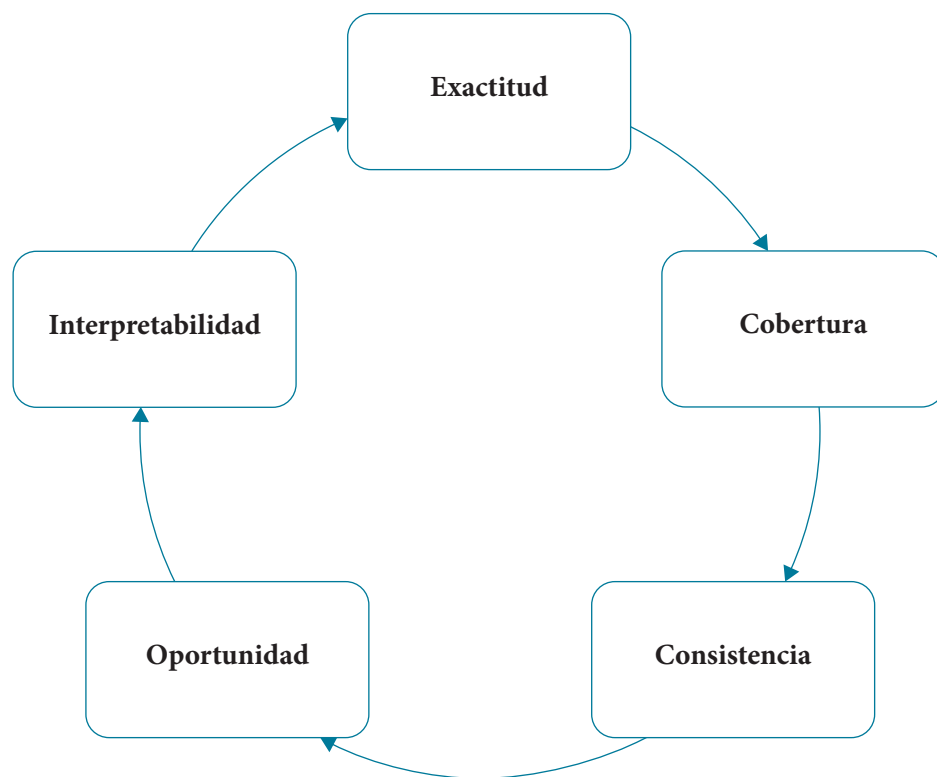 Exactitud
Cobertura
Consistencia
Oportunidad
Interpretabilidad